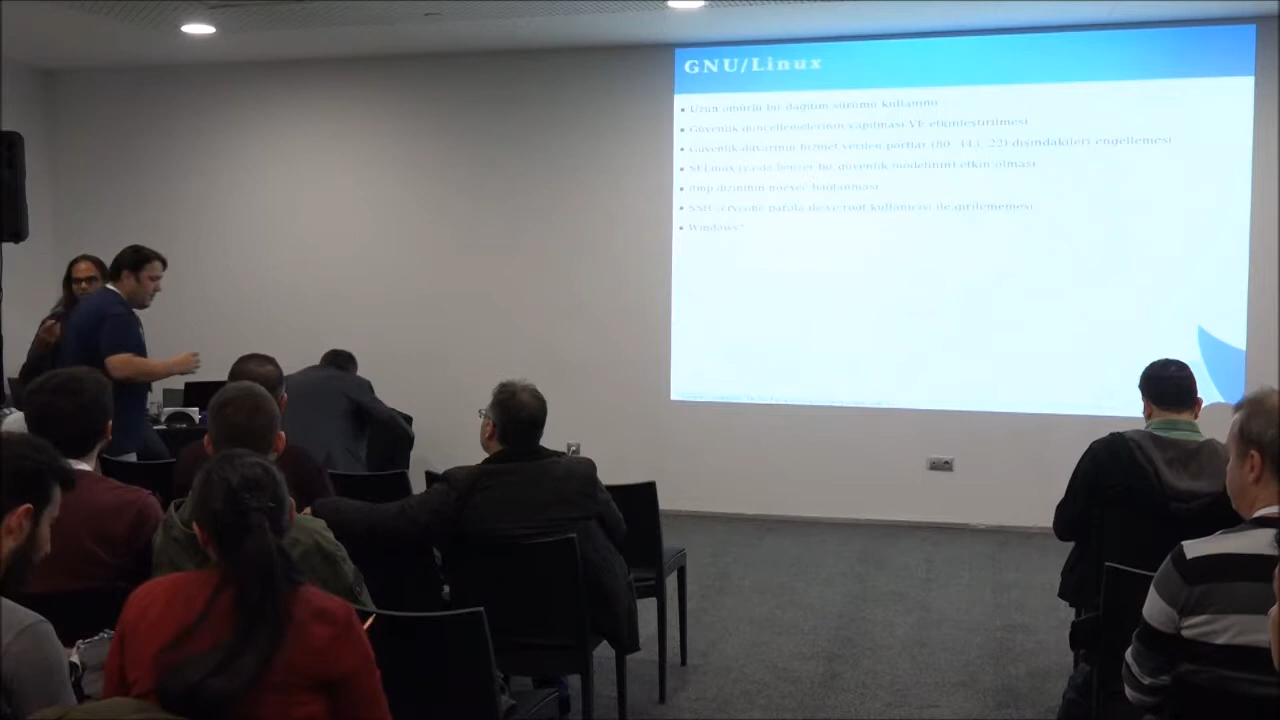 GNU/Linux
Uzun ömürlü bir dağıtım sürümü kullanımı
Güvenlik güncellemelerinin yapılması VE etkinleştirilmesi
Güvenlik duvarının hizmet verilen portlar (80, 443, 22) dışındakileri engellemesi
SELinux (ya da benzer bir güvenlik modelinin) etkin olması
/tmp dizininin noexec bağlanması
SSH servisine parola ile ve root kullanıcısı ile girilememesi
Windows?